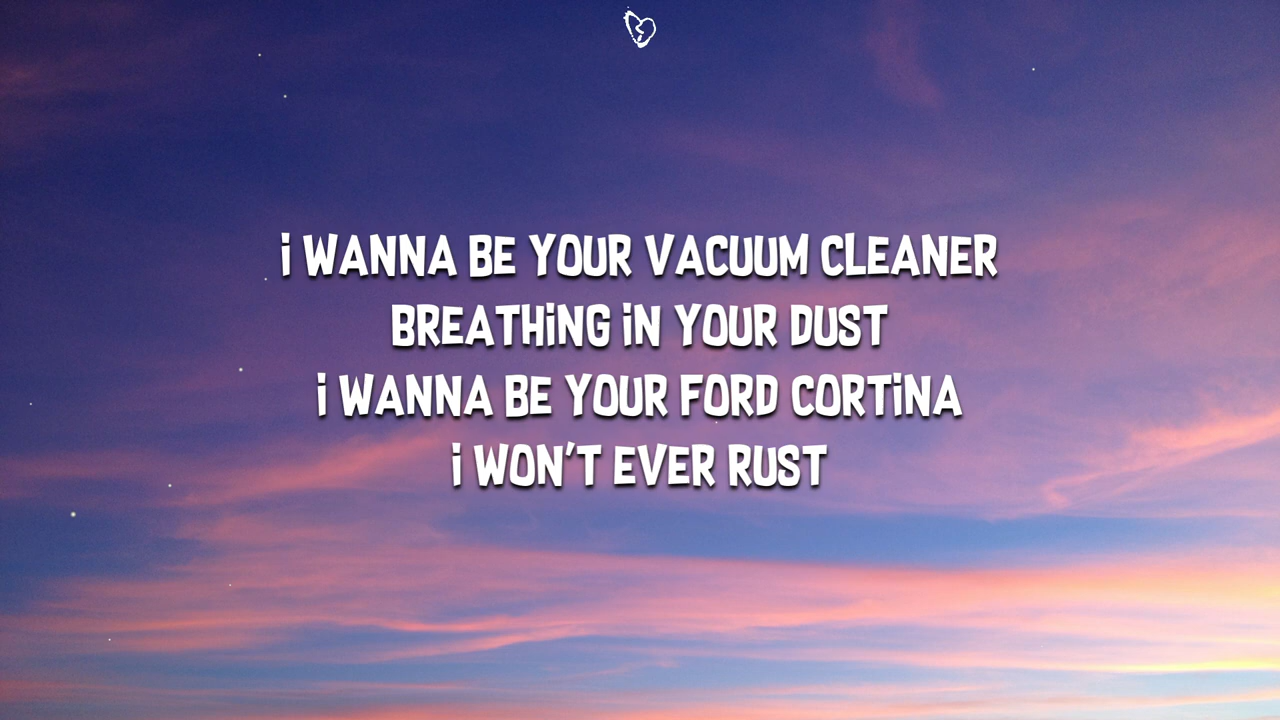 i WANNA BE YOUR VACUUM CLEANER
BREATHiNG iN YOUR DUST
i WANNA BE YOUR FORD CORTiNA
i WON'T EVER RUST